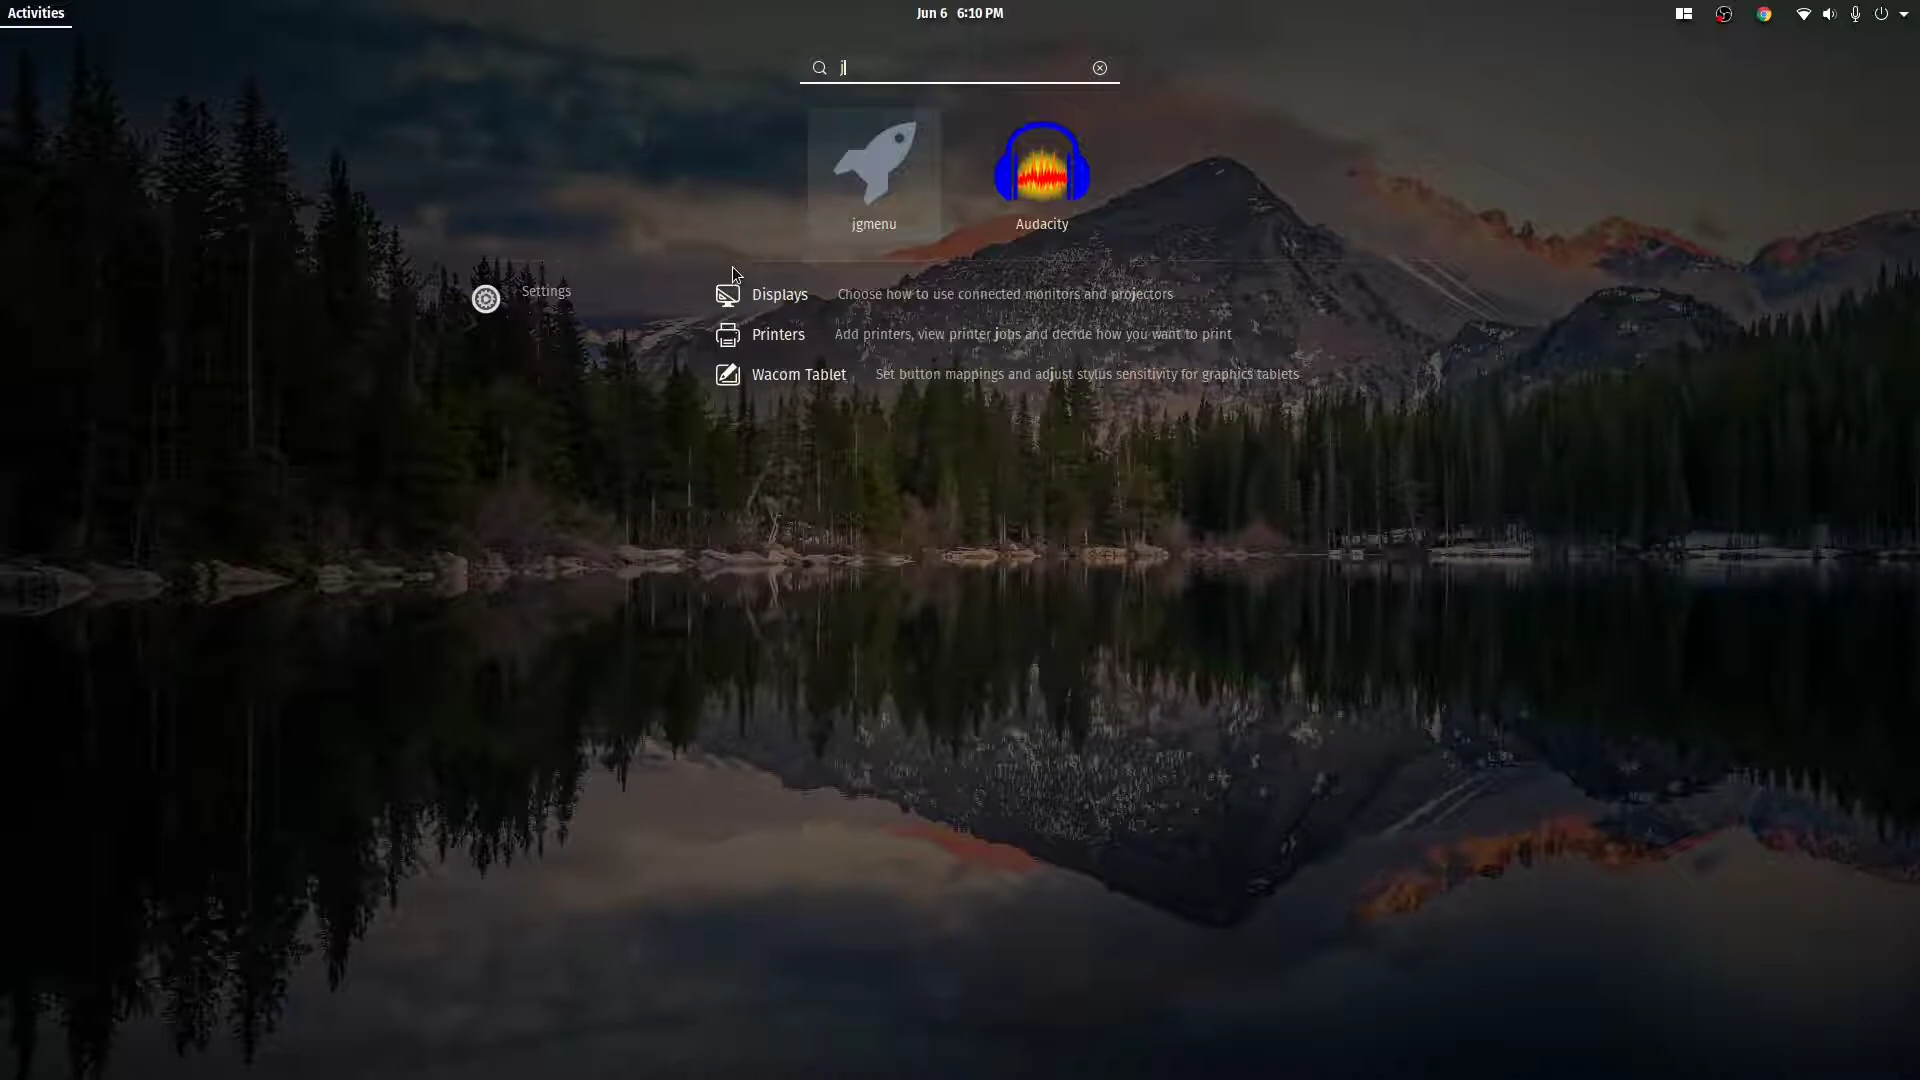 Activities
Jun 6 6:10 PM
j
jgmenu
Audacity
Settings
Displays Choose how to use connected monitors and projectors
Printers Add printers, view printer jobs and decide how you want to print
Wacom Tablet Set button mappings and adjust stylus sensitivity for graphics tablets